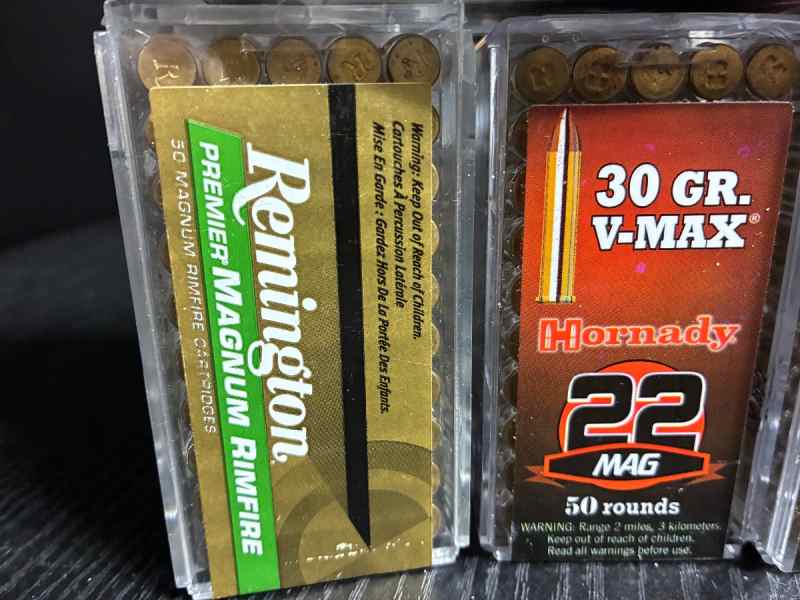 Remington
PREMIER MAGNUM RIMFIRE
50 MAGNUM RIMFIRE CARTRIDGES
Warning: Keep Out of Reach of Children.
Cartouches À Percussion Latérale
Mise En Garde : Gardez Hors De La Portée Des Enfants.
30 GR.
V-MAX®
Hornady
22
MAG
50 rounds
WARNING: Range 2 miles, 3 kilometers.
Keep out of reach of children.
Read all warnings before use.